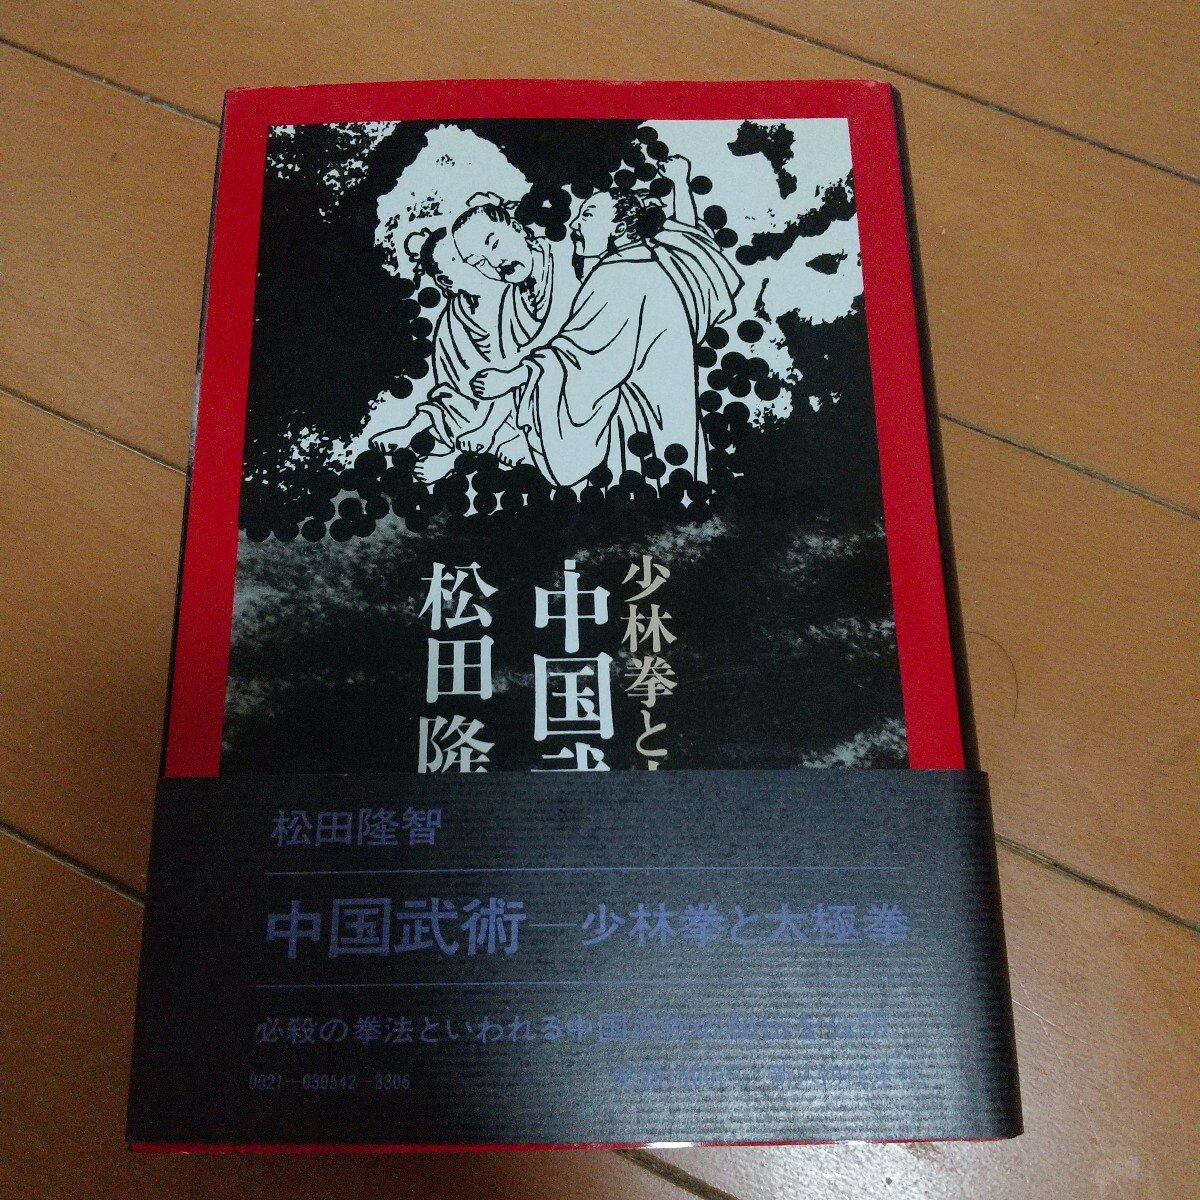 少林拳と
中国武
松田隆
松田隆智
中国武術―少林拳と太極拳
必殺の拳法といわれる中国武術の
0021-030542-3306